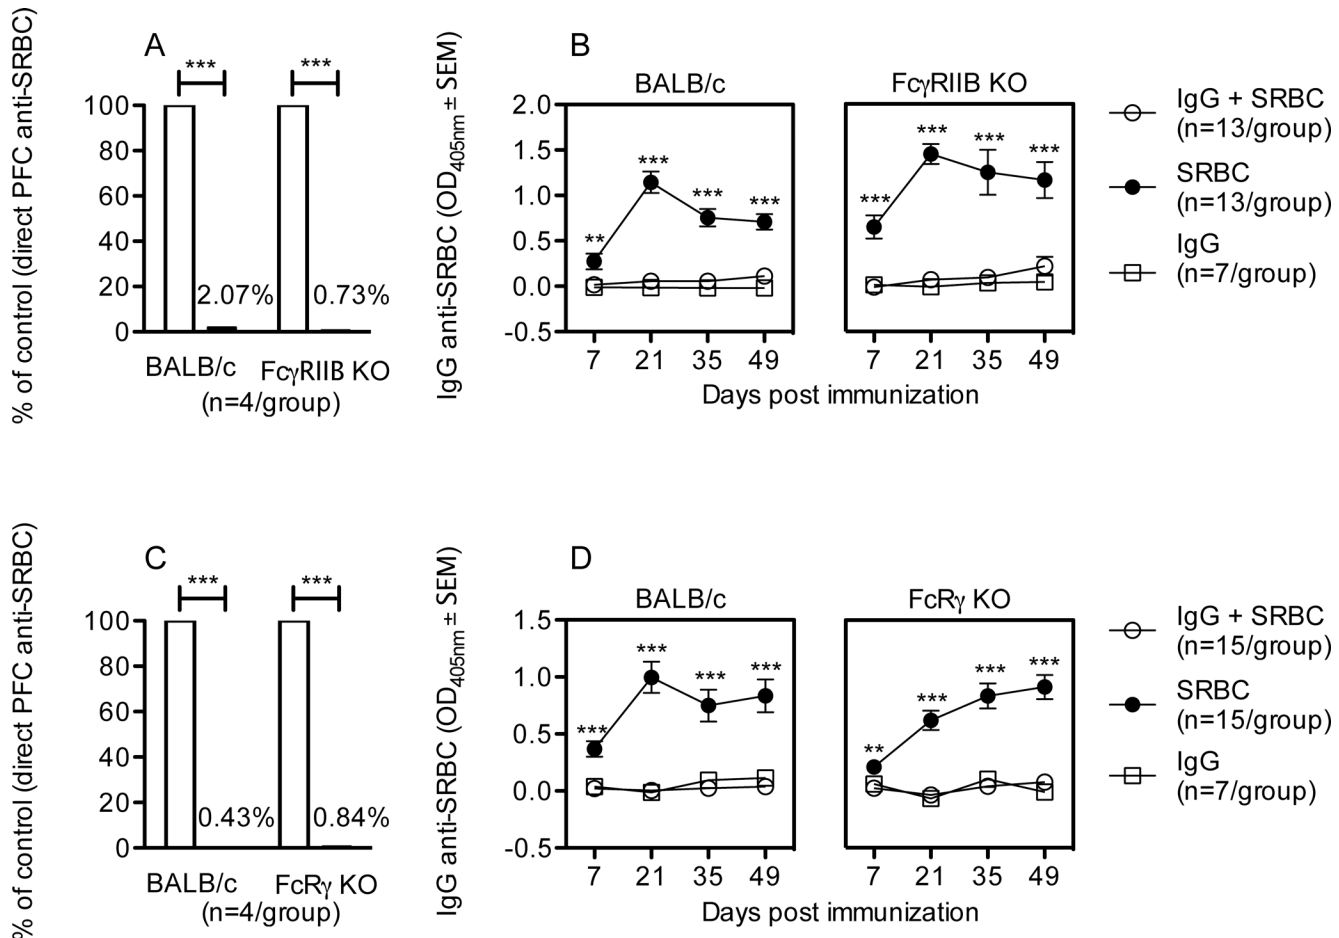 A
% of control (direct PFC anti-SRBC)
***
***
100
80
60
40
20
0
2.07%
0.73%
BALB/c
FcγRIIB KO
(n=4/group)
B
IgG anti-SRBC (OD405nm ± SEM)
BALB/c
FcγRIIB KO
2.0
1.5
1.0
0.5
0.0
-0.5
**
***
***
***
***
***
***
***
7 21 35 49
7 21 35 49
Days post immunization
IgG + SRBC
(n=13/group)
SRBC
(n=13/group)
IgG
(n=7/group)
C
% of control (direct PFC anti-SRBC)
***
***
100
80
60
40
20
0
0.43%
0.84%
BALB/c
FcRγ KO
(n=4/group)
D
IgG anti-SRBC (OD405nm ± SEM)
BALB/c
FcRγ KO
1.5
1.0
0.5
0.0
-0.5
***
***
***
***
**
***
***
***
7 21 35 49
7 21 35 49
Days post immunization
IgG + SRBC
(n=15/group)
SRBC
(n=15/group)
IgG
(n=7/group)